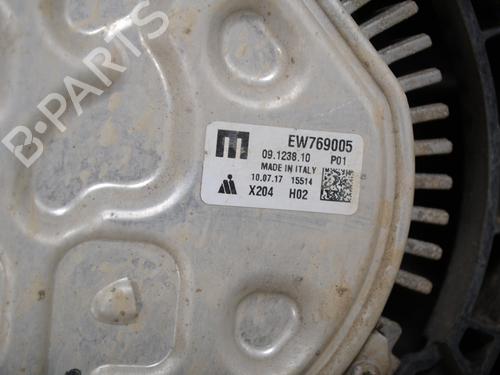 B-PARTS
m EW769005
09.1238.10 P01
MADE IN ITALY
10.07.17 15514
X204 H02